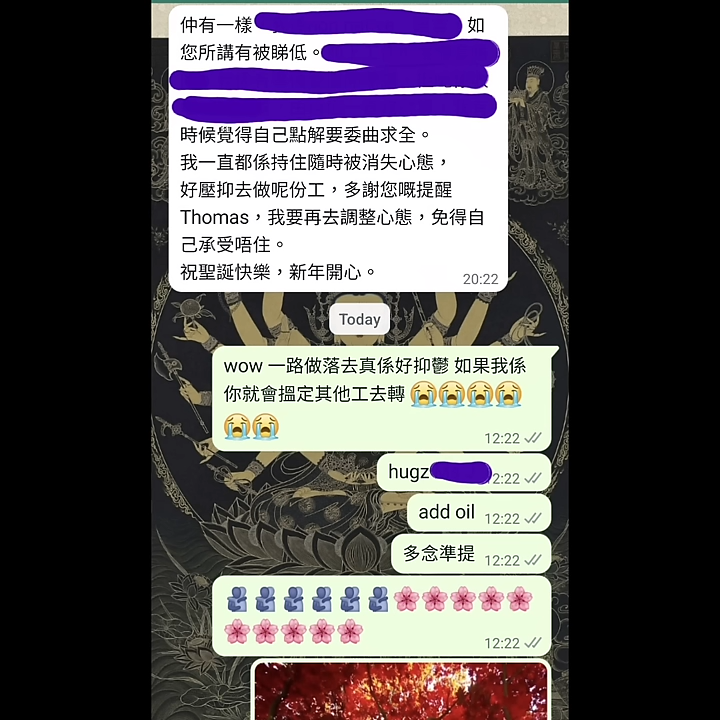 仲有一樣 如
您所講有被睇低。
時候覺得自己點解要委曲求全。
我一直都係持住隨時被消失心態，
好壓抑去做呢份工，多謝您嘅提醒
Thomas，我要再去調整心態，免得自
己承受唔住。
祝聖誕快樂，新年開心。
20:22
Today
wow 一路做落去真係好抑鬱 如果我係
你就會搵定其他工去轉 😭😭😭😭
😭😭
12:22
hugz
12:22
add oil
12:22
多念準提
12:22
🫂🫂🫂🫂🫂🫂🌸🌸🌸🌸🌸
🌸🌸🌸🌸🌸
12:22